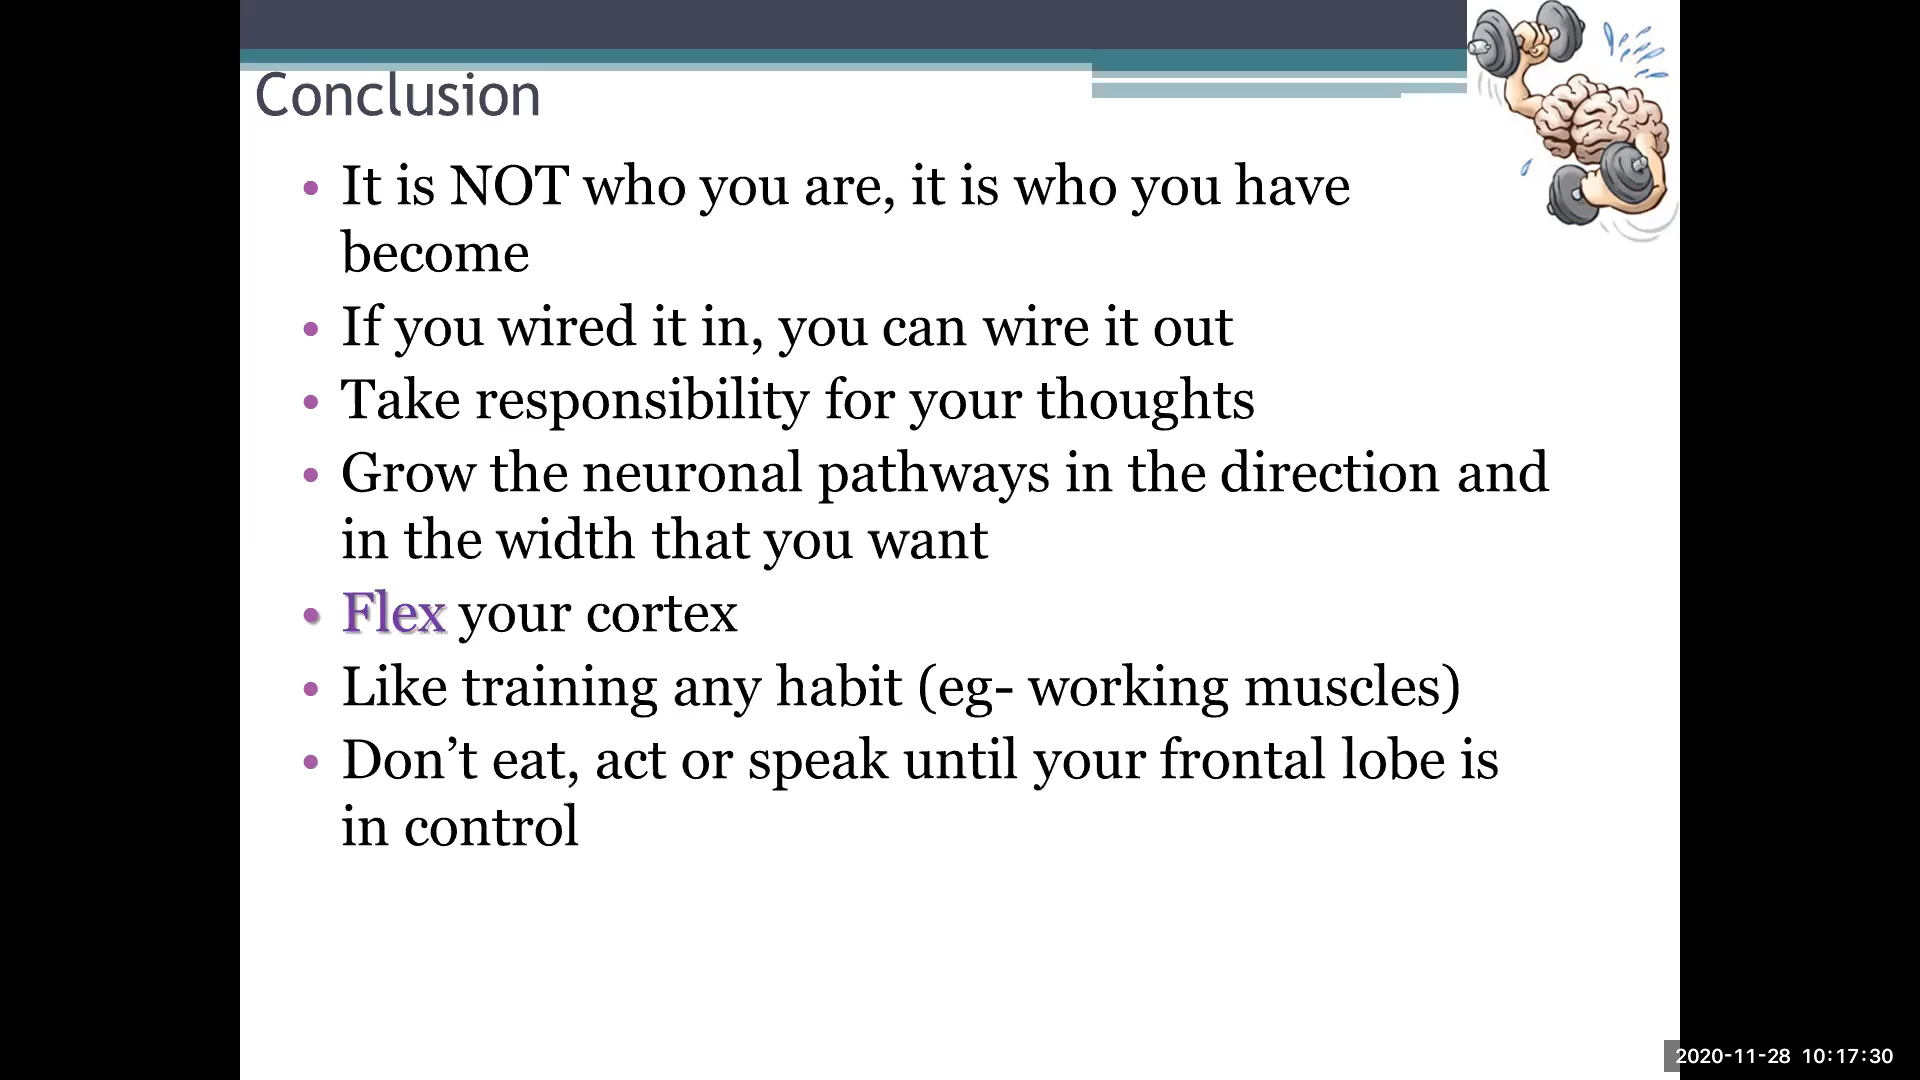 Conclusion
• It is NOT who you are, it is who you have
become
• If you wired it in, you can wire it out
• Take responsibility for your thoughts
• Grow the neuronal pathways in the direction and
in the width that you want
• Flex your cortex
• Like training any habit (eg- working muscles)
• Don’t eat, act or speak until your frontal lobe is
in control
2020-11-28 10:17:30